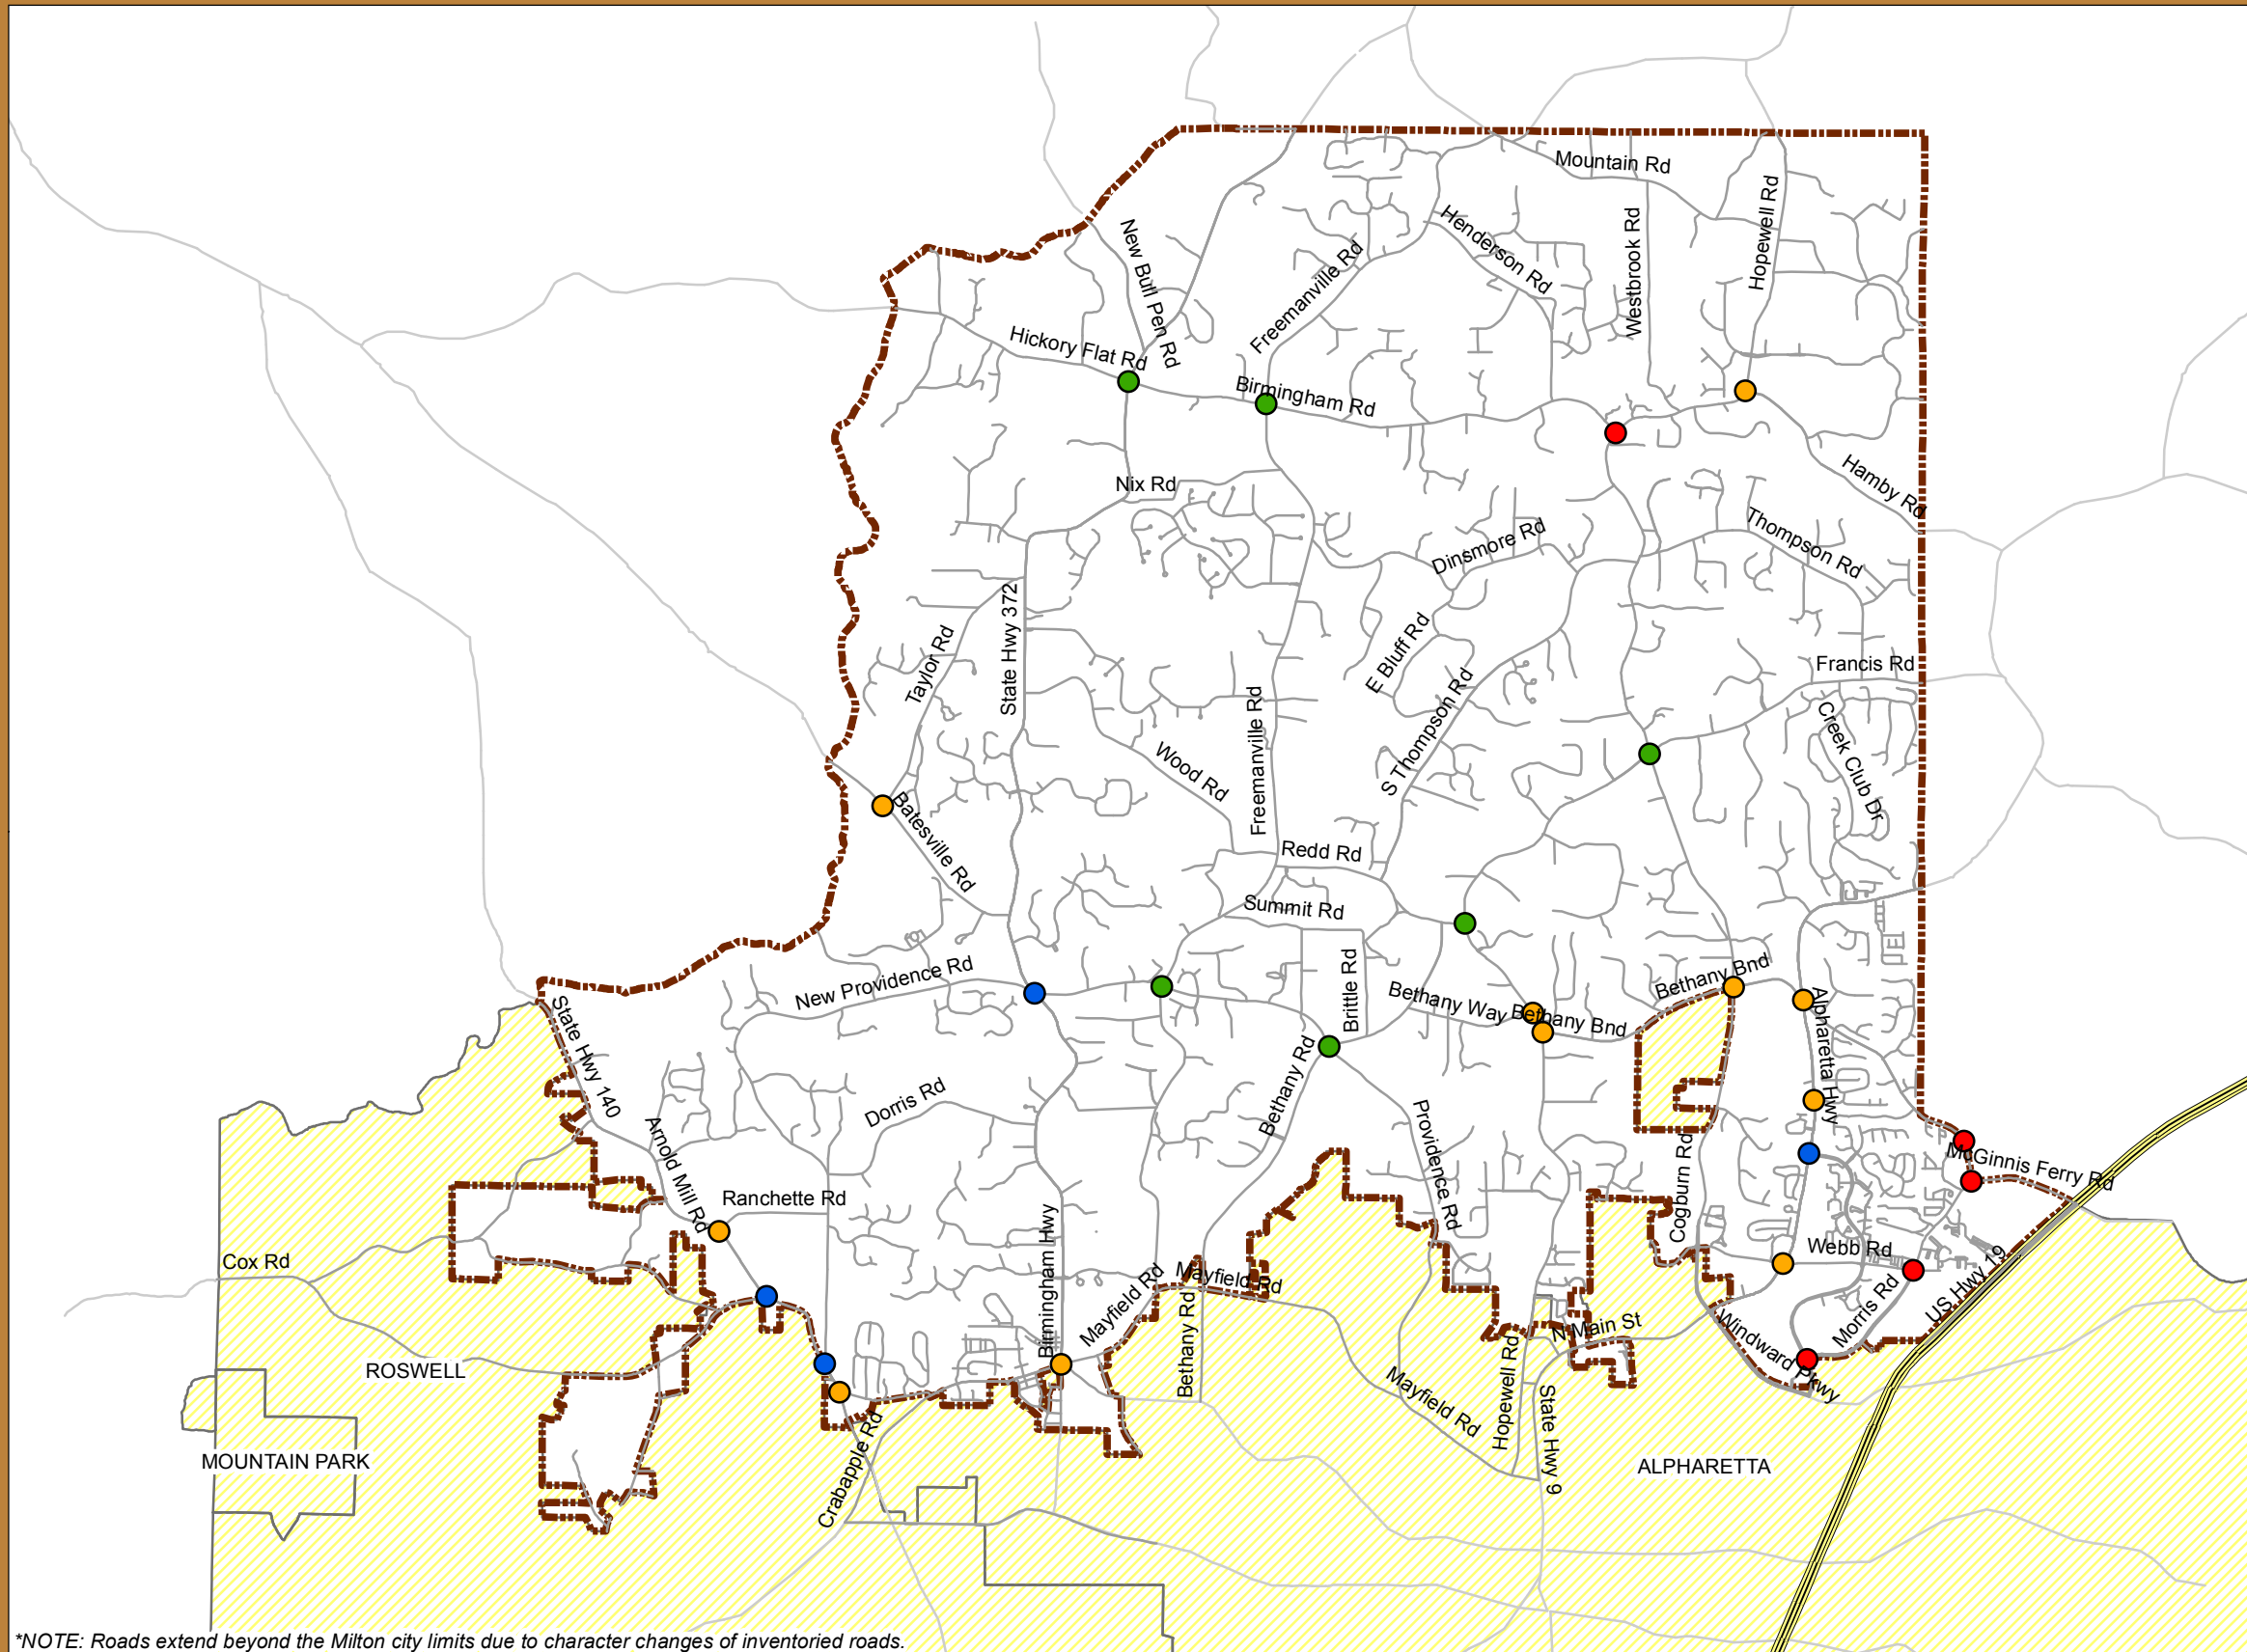 Mountain Rd
Hopewell Rd
Henderson Rd
Westbrook Rd
New Bull Pen Rd
Freemanville Rd
Hickory Flat Rd
Birmingham Rd
Hamby Rd
Nix Rd
Thompson Rd
Dinsmore Rd
State Hwy 372
Taylor Rd
E Bluff Rd
Francis Rd
S Thompson Rd
Freemanville Rd
Creek Club Dr
Wood Rd
Batesville Rd
Redd Rd
Summit Rd
New Providence Rd
Brittle Rd
Bethany Bnd
Bethany Way
Bethany Bnd
Alpharetta Hwy
State Hwy 140
Bethany Rd
Dorris Rd
Providence Rd
Arnold Mill Rd
Cogburn Rd
McGinnis Ferry Rd
Ranchette Rd
Birmingham Hwy
Webb Rd
Cox Rd
Mayfield Rd
Mayfield Rd
US Hwy 19
Morris Rd
Bethany Rd
N Main St
Windward Pkwy
ROSWELL
Hopewell Rd
Mayfield Rd
State Hwy 9
Crabapple Rd
MOUNTAIN PARK
ALPHARETTA
*NOTE: Roads extend beyond the Milton city limits due to character changes of inventoried roads.